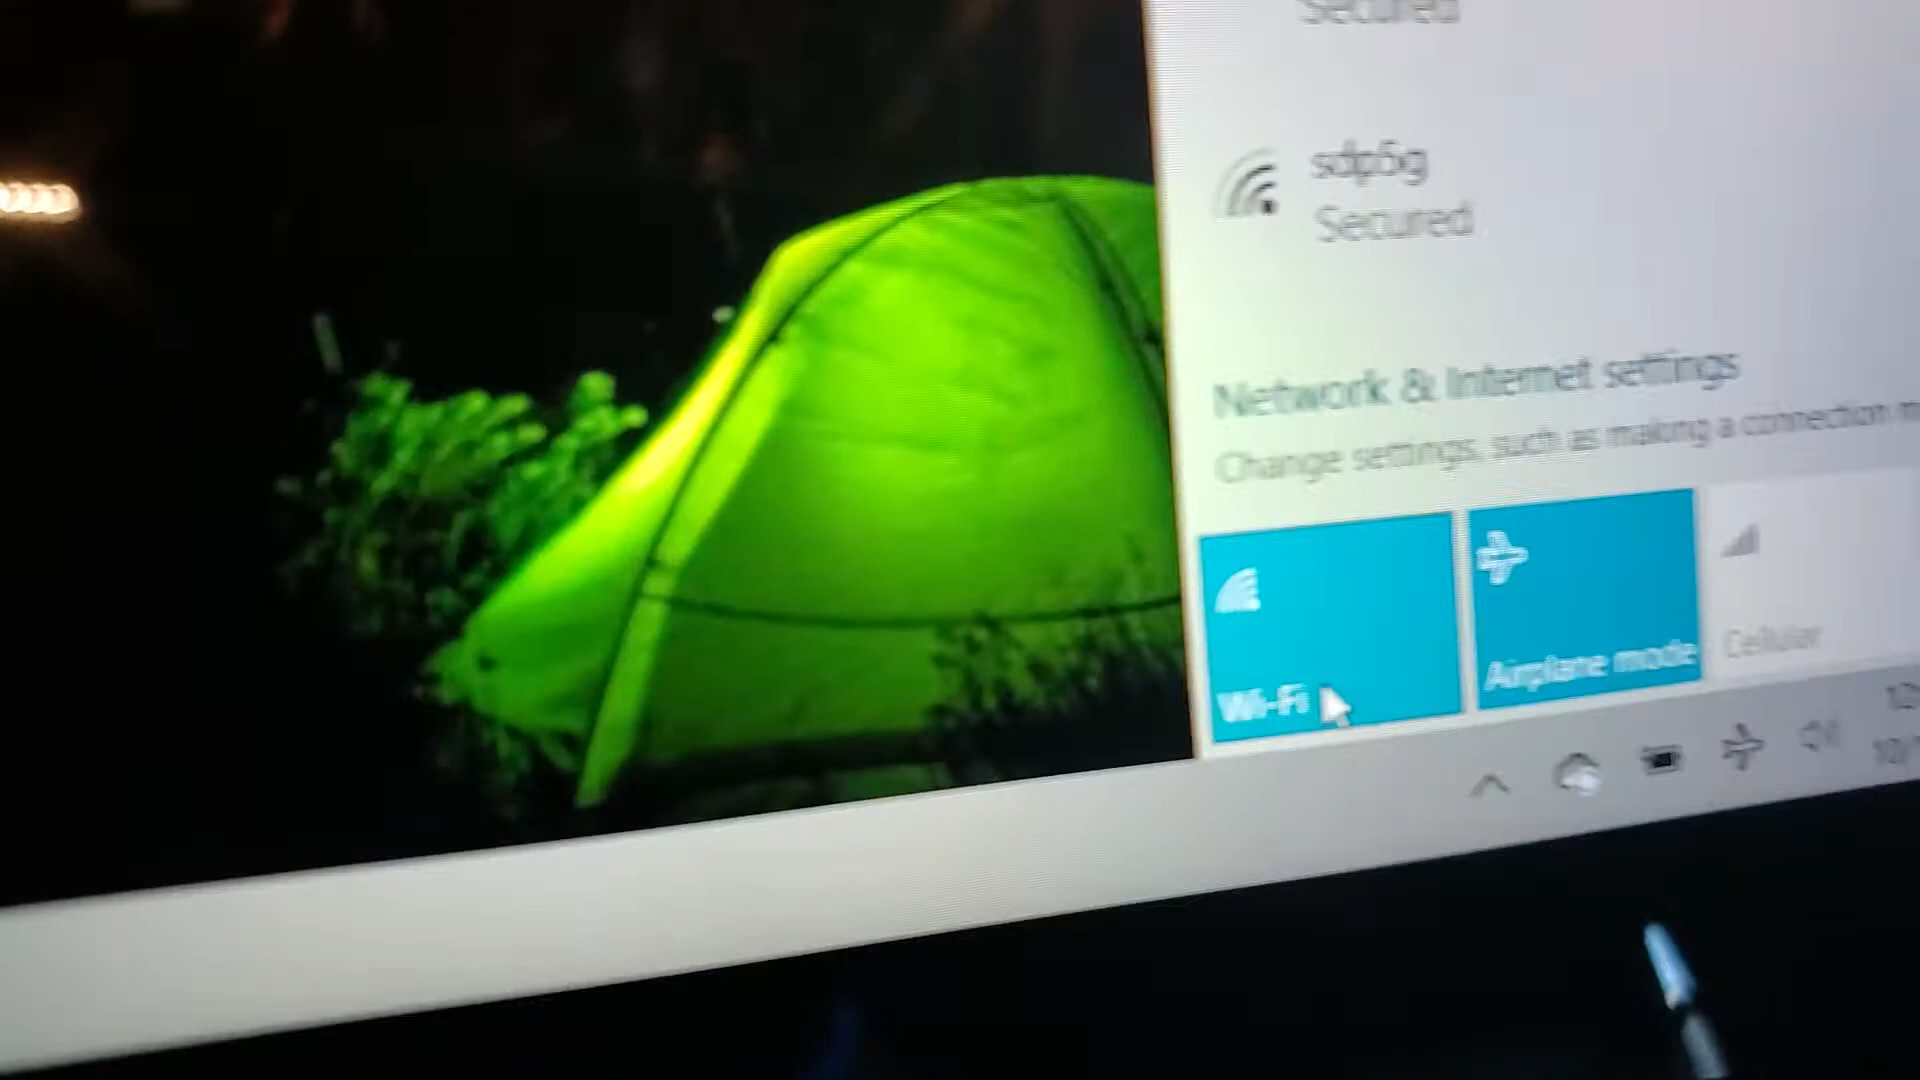 Secured
sdp5g
Secured
Network & Internet settings
Change settings, such as making a connection
Wi-Fi
Airplane mode
Cellular